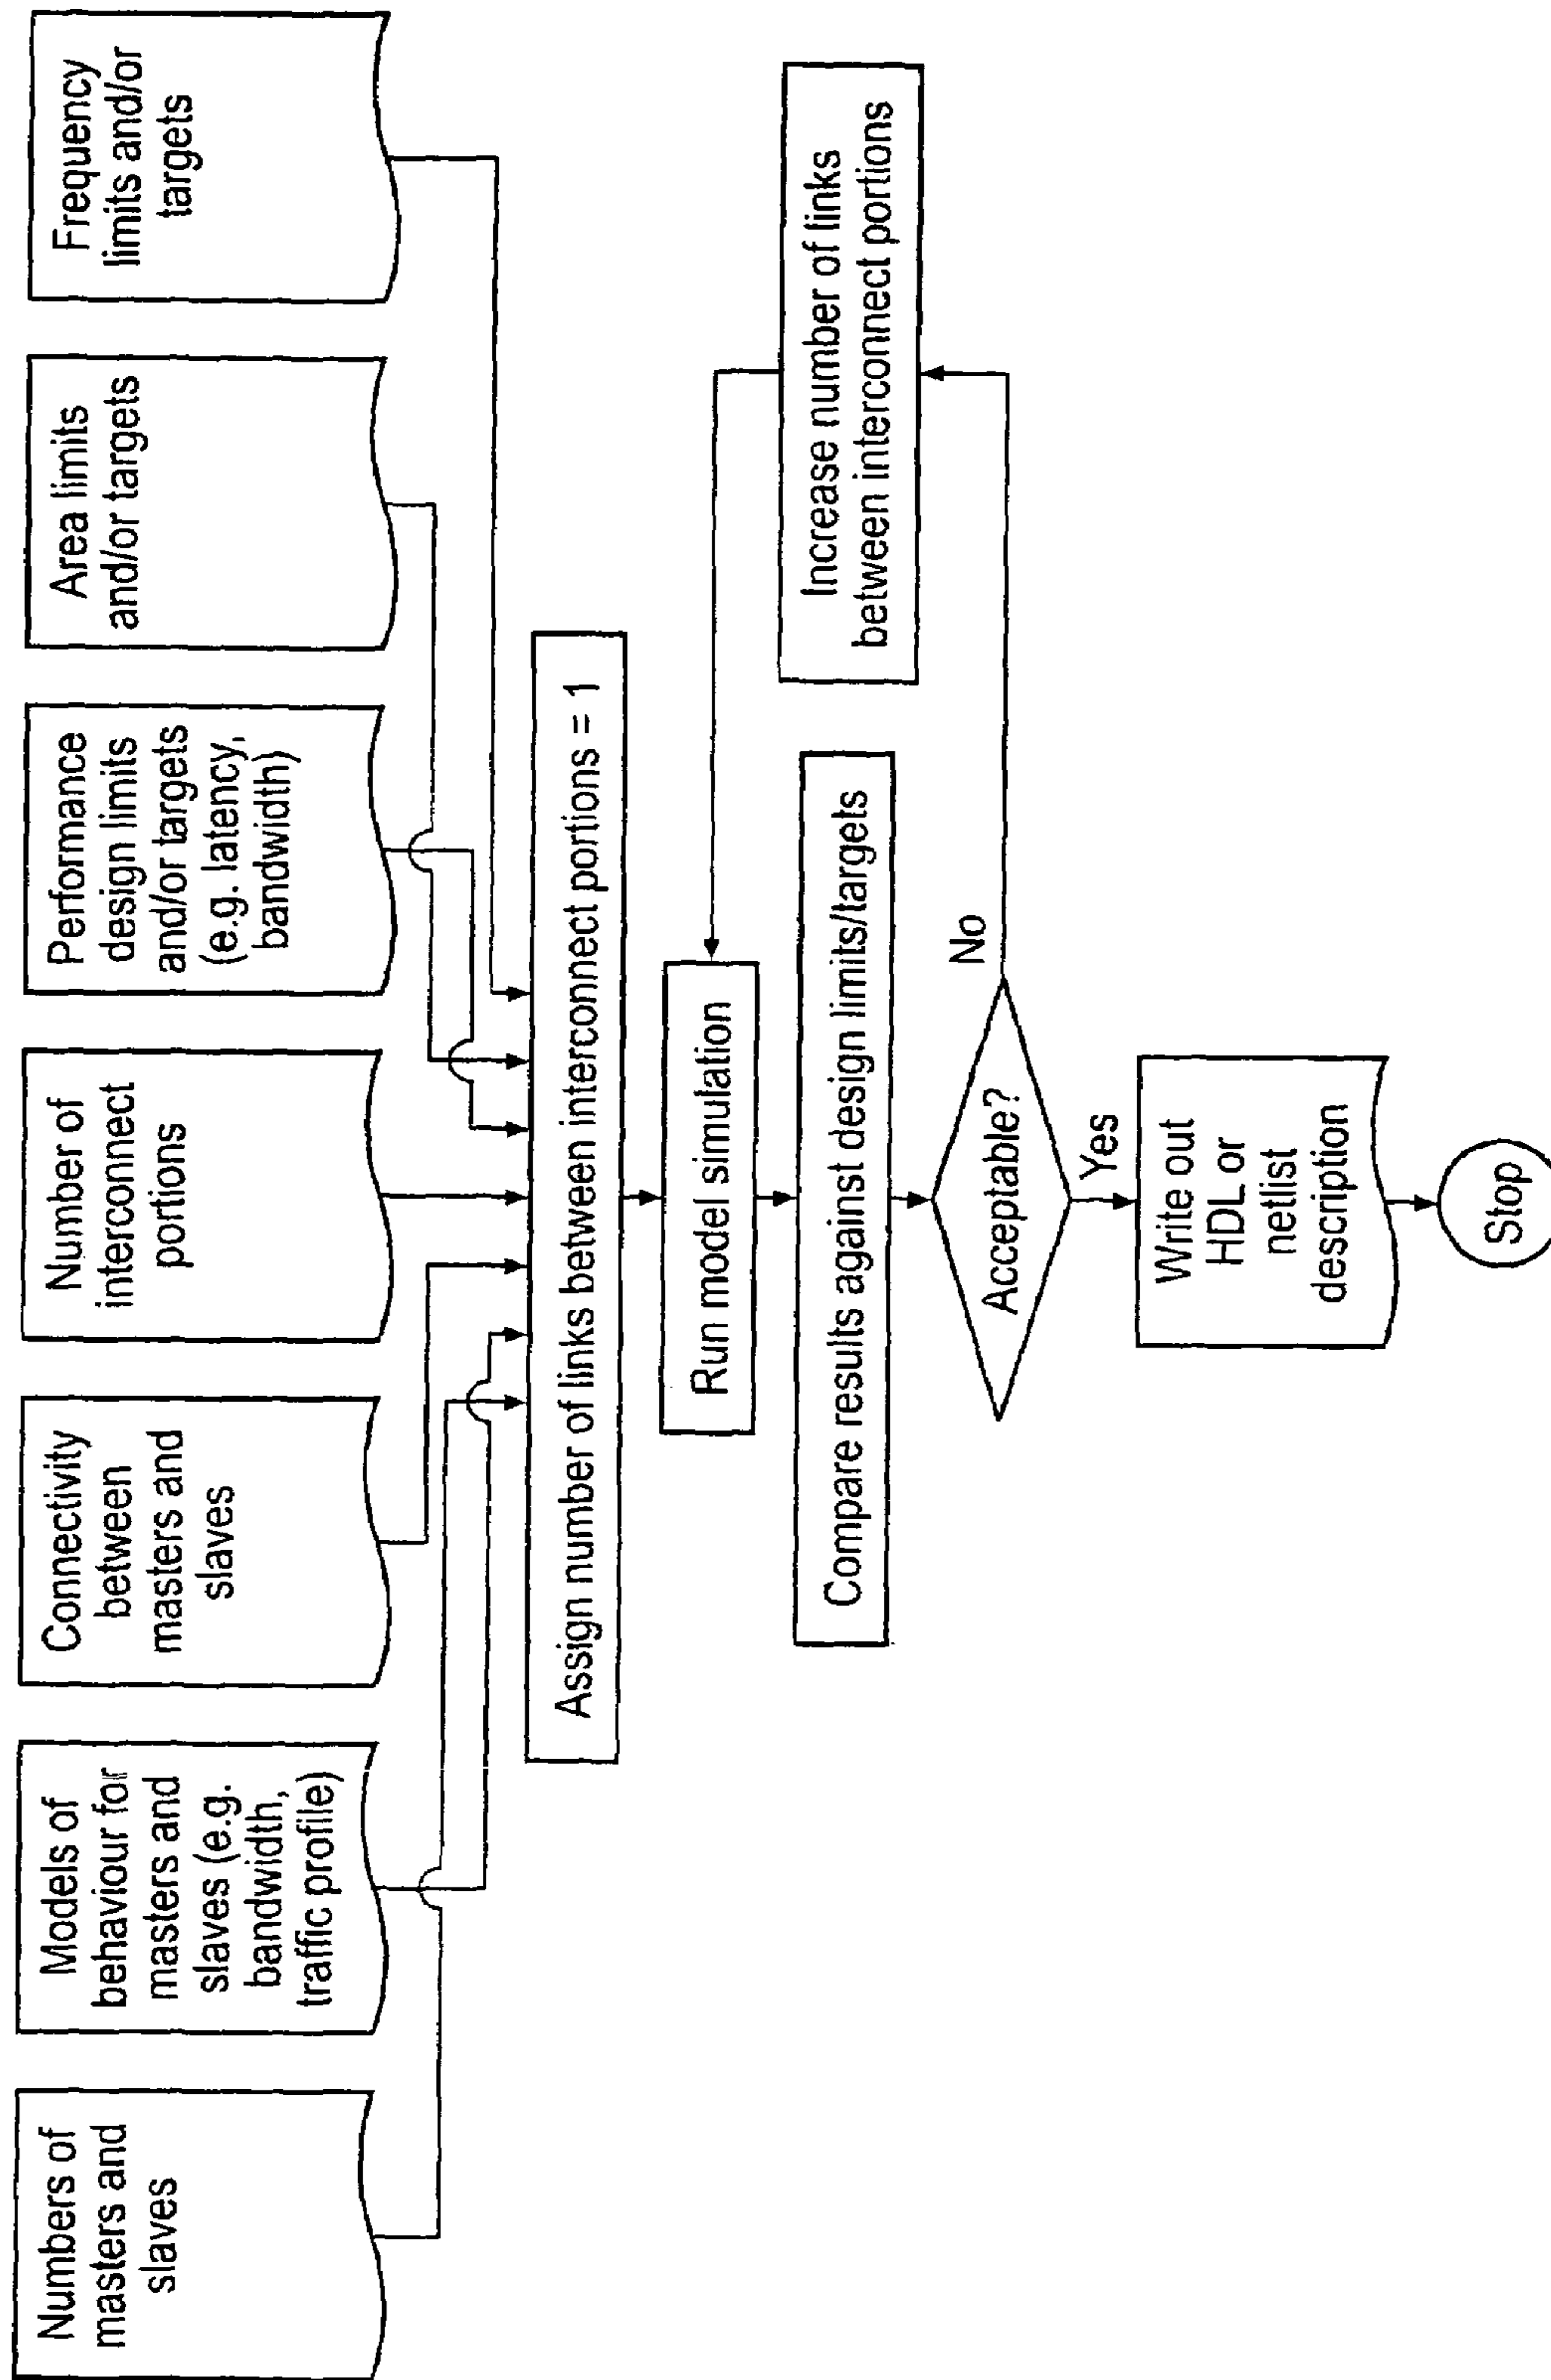 Numbers of
masters and
slaves
Models of
behaviour for
masters and
slaves (e.g.
bandwidth,
traffic profile)
Connectivity
between
masters and
slaves
Number of
interconnect
portions
Performance
design limits
and/or targets
(e.g. latency,
bandwidth)
Area limits
and/or targets
Frequency
limits and/or
targets
Assign number of links between interconnect portions = 1
Run model simulation
Increase number of links
between interconnect portions
Compare results against design limits/targets
Acceptable?
No
Yes
Write out
HDL or
netlist
description
Stop